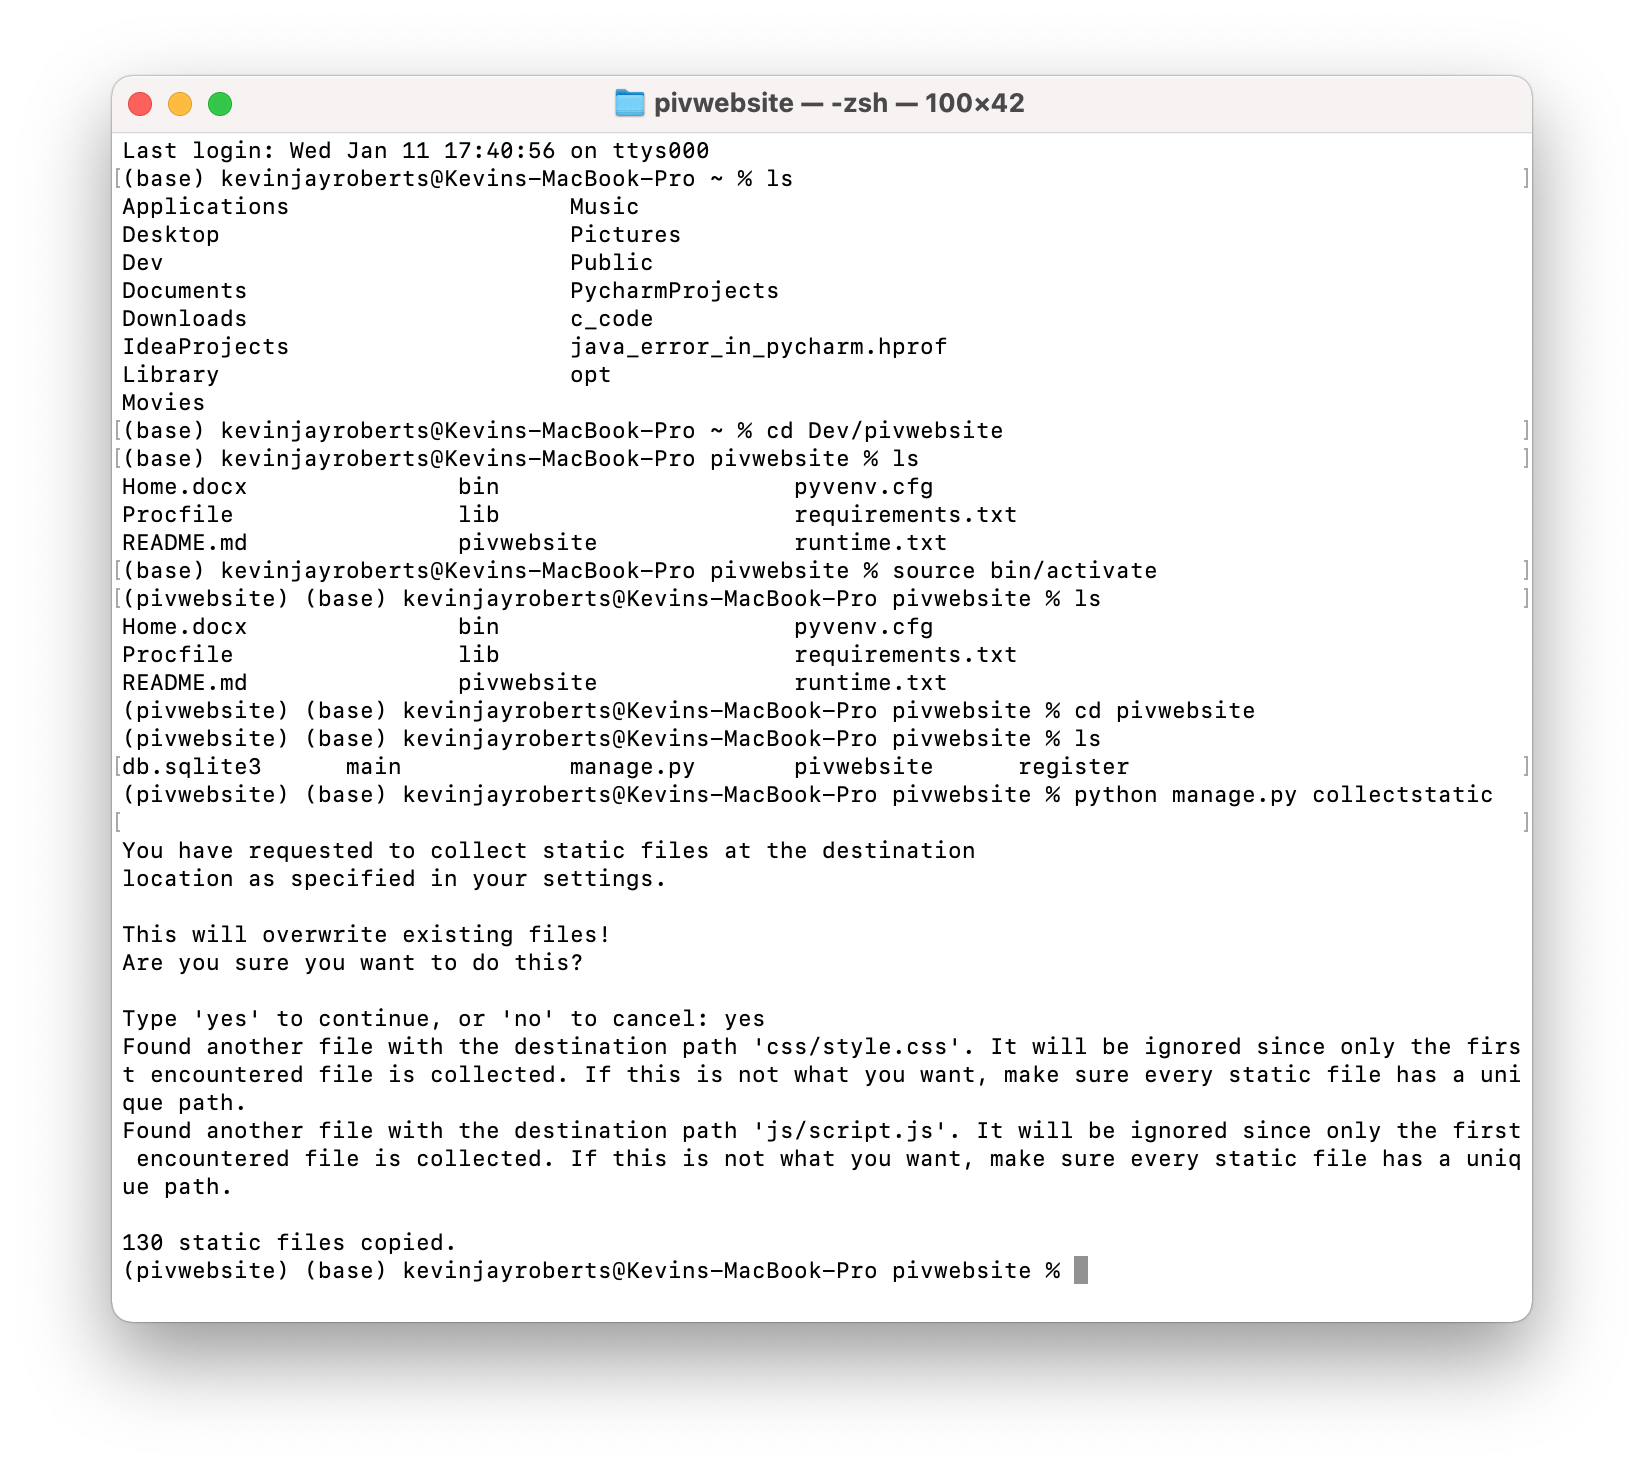 pivwebsite — -zsh — 100×42
Last login: Wed Jan 11 17:40:56 on ttys000
[(base) kevinjayroberts@Kevins-MacBook-Pro ~ % ls ]
Applications Music
Desktop Pictures
Dev Public
Documents PycharmProjects
Downloads c_code
IdeaProjects java_error_in_pycharm.hprof
Library opt
Movies
[(base) kevinjayroberts@Kevins-MacBook-Pro ~ % cd Dev/pivwebsite ]
[(base) kevinjayroberts@Kevins-MacBook-Pro pivwebsite % ls ]
Home.docx bin pyvenv.cfg
Procfile lib requirements.txt
README.md pivwebsite runtime.txt
[(base) kevinjayroberts@Kevins-MacBook-Pro pivwebsite % source bin/activate ]
[(pivwebsite) (base) kevinjayroberts@Kevins-MacBook-Pro pivwebsite % ls ]
Home.docx bin pyvenv.cfg
Procfile lib requirements.txt
README.md pivwebsite runtime.txt
(pivwebsite) (base) kevinjayroberts@Kevins-MacBook-Pro pivwebsite % cd pivwebsite
(pivwebsite) (base) kevinjayroberts@Kevins-MacBook-Pro pivwebsite % ls
[db.sqlite3 main manage.py pivwebsite register ]
(pivwebsite) (base) kevinjayroberts@Kevins-MacBook-Pro pivwebsite % python manage.py collectstatic
[ ]
You have requested to collect static files at the destination
location as specified in your settings.
This will overwrite existing files!
Are you sure you want to do this?
Type 'yes' to continue, or 'no' to cancel: yes
Found another file with the destination path 'css/style.css'. It will be ignored since only the firs
t encountered file is collected. If this is not what you want, make sure every static file has a uni
que path.
Found another file with the destination path 'js/script.js'. It will be ignored since only the first
encountered file is collected. If this is not what you want, make sure every static file has a uniq
ue path.
130 static files copied.
(pivwebsite) (base) kevinjayroberts@Kevins-MacBook-Pro pivwebsite %